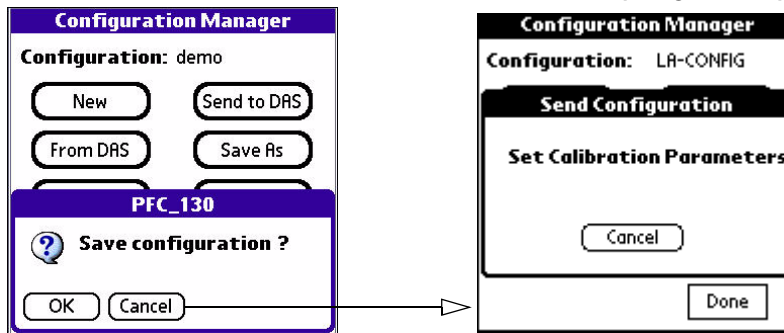 Configuration Manager
Configuration: demo
New
Send to DAS
From DAS
Save As
PFC_130
Save configuration ?
OK
Cancel
Configuration Manager
Configuration: LA-CONFIG
Send Configuration
Set Calibration Parameters
Cancel
Done